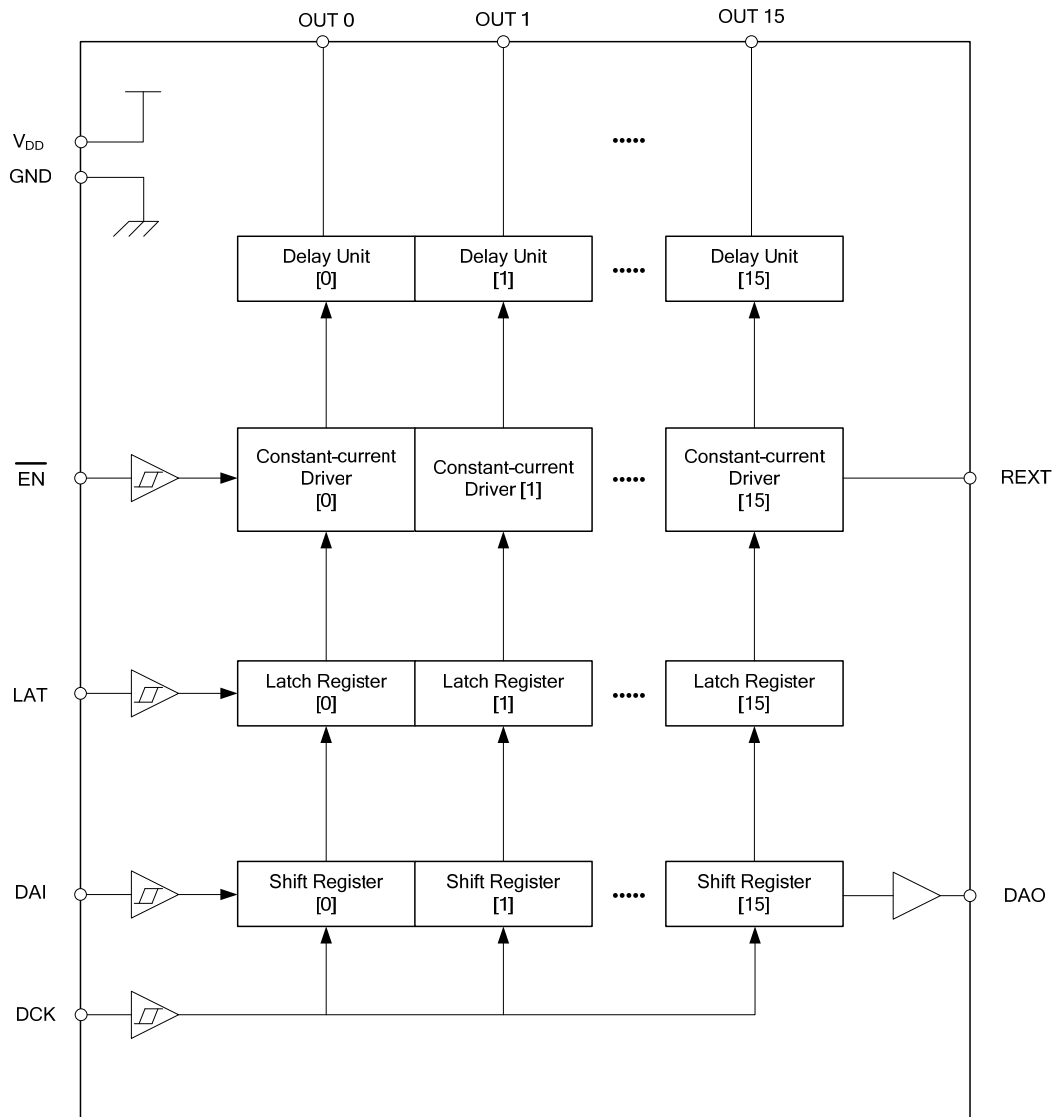 OUT 0
OUT 1
OUT 15
VDD
GND
•••••
Delay Unit
[0]
Delay Unit
[1]
•••••
Delay Unit
[15]
EN
Constant-current
Driver
[0]
Constant-current
Driver [1]
•••••
Constant-current
Driver
[15]
REXT
LAT
Latch Register
[0]
Latch Register
[1]
•••••
Latch Register
[15]
DAI
Shift Register
[0]
Shift Register
[1]
•••••
Shift Register
[15]
DAO
DCK